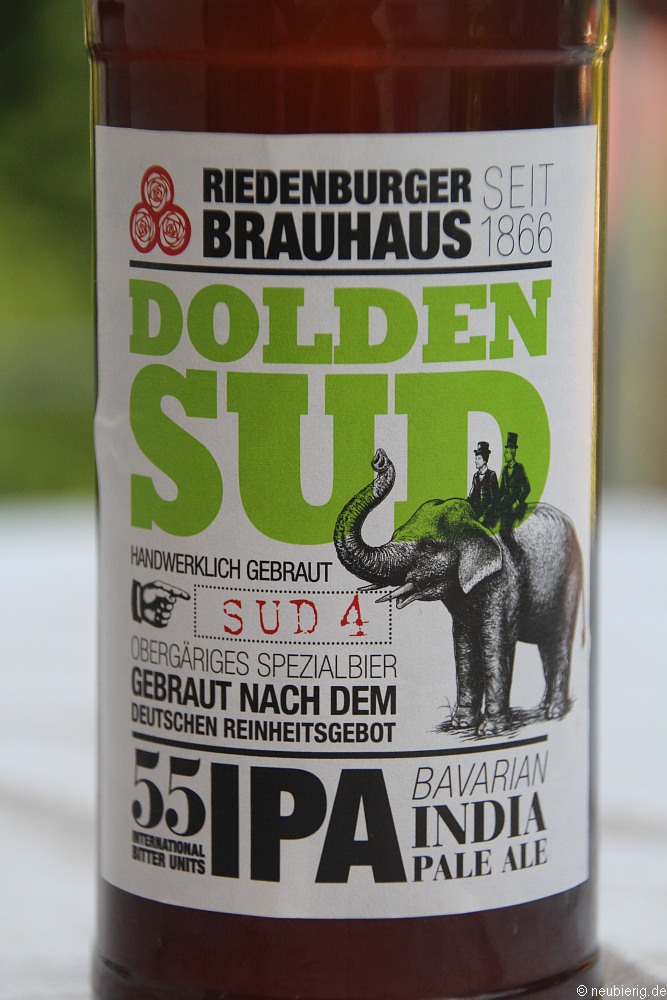 RIEDENBURGER
BRAUHAUS
SEIT
1866
DOLDEN
SUD
HANDWERKLICH GEBRAUT
SUD 4
OBERGÄRIGES SPEZIALBIER
GEBRAUT NACH DEM
DEUTSCHEN REINHEITSGEBOT
55
INTERNATIONAL
BITTER UNITS
IPA
BAVARIAN
INDIA
PALE ALE
© neubierig.de